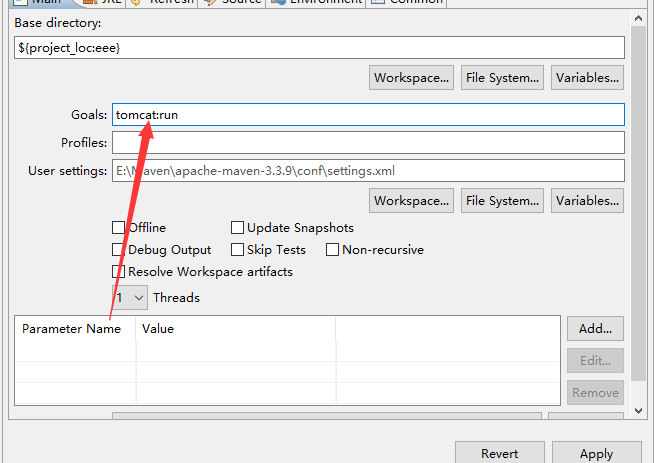 Main JRE Refresh Source Environment Common
Base directory:
${project_loc:eee}
Workspace... File System... Variables...
Goals: tomcat:run
Profiles:
User settings: E:\Maven\apache-maven-3.3.9\conf\settings.xml
Workspace... File System... Variables...
Offline Update Snapshots
Debug Output Skip Tests Non-recursive
Resolve Workspace artifacts
1 Threads
Parameter Name Value Add...
Edit...
Remove
Revert Apply